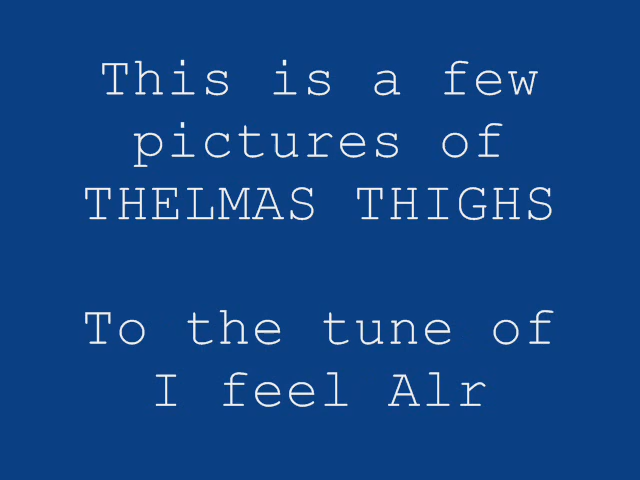 This is a few
pictures of
THELMAS THIGHS
To the tune of
I feel Alr